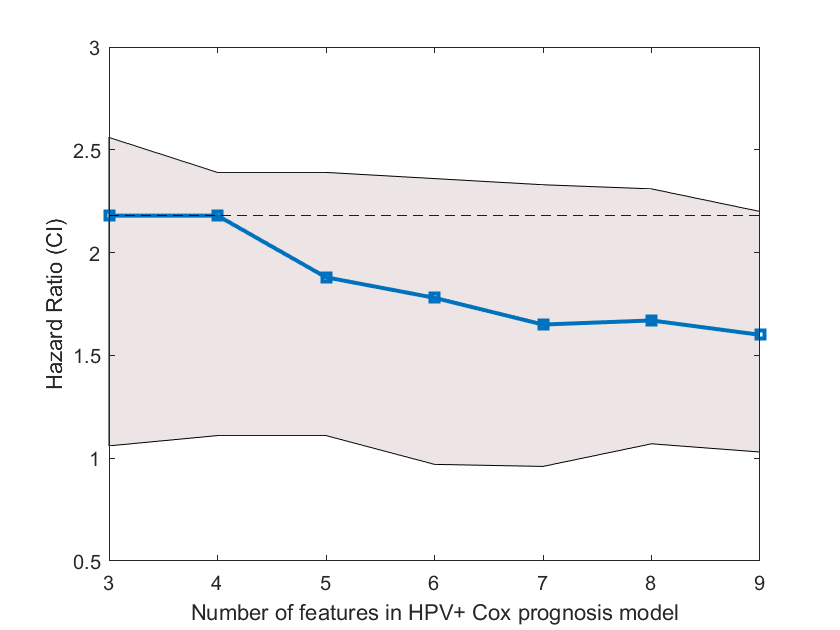 3
2.5
2
1.5
1
0.5
Hazard Ratio (CI)
3 4 5 6 7 8 9
Number of features in HPV+ Cox prognosis model